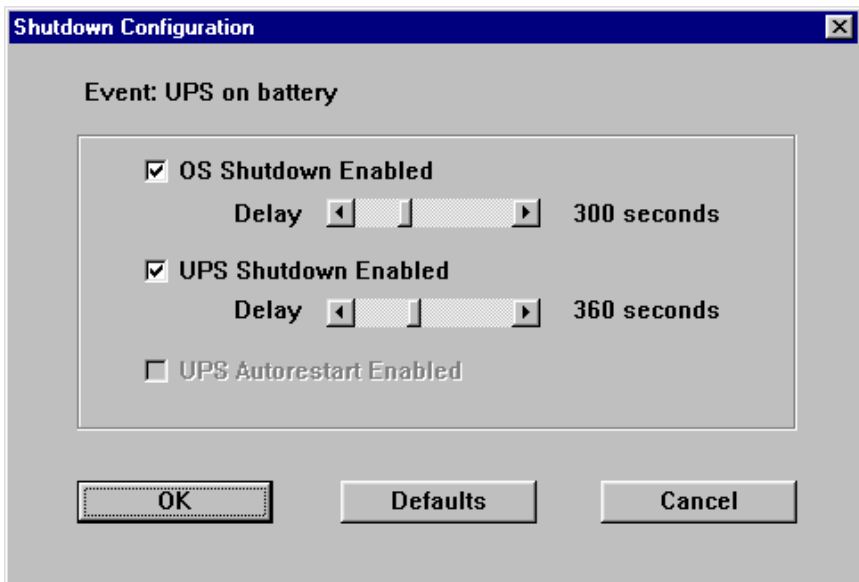 Shutdown Configuration
Event: UPS on battery
OS Shutdown Enabled
Delay 300 seconds
UPS Shutdown Enabled
Delay 360 seconds
UPS Autorestart Enabled
OK Defaults Cancel